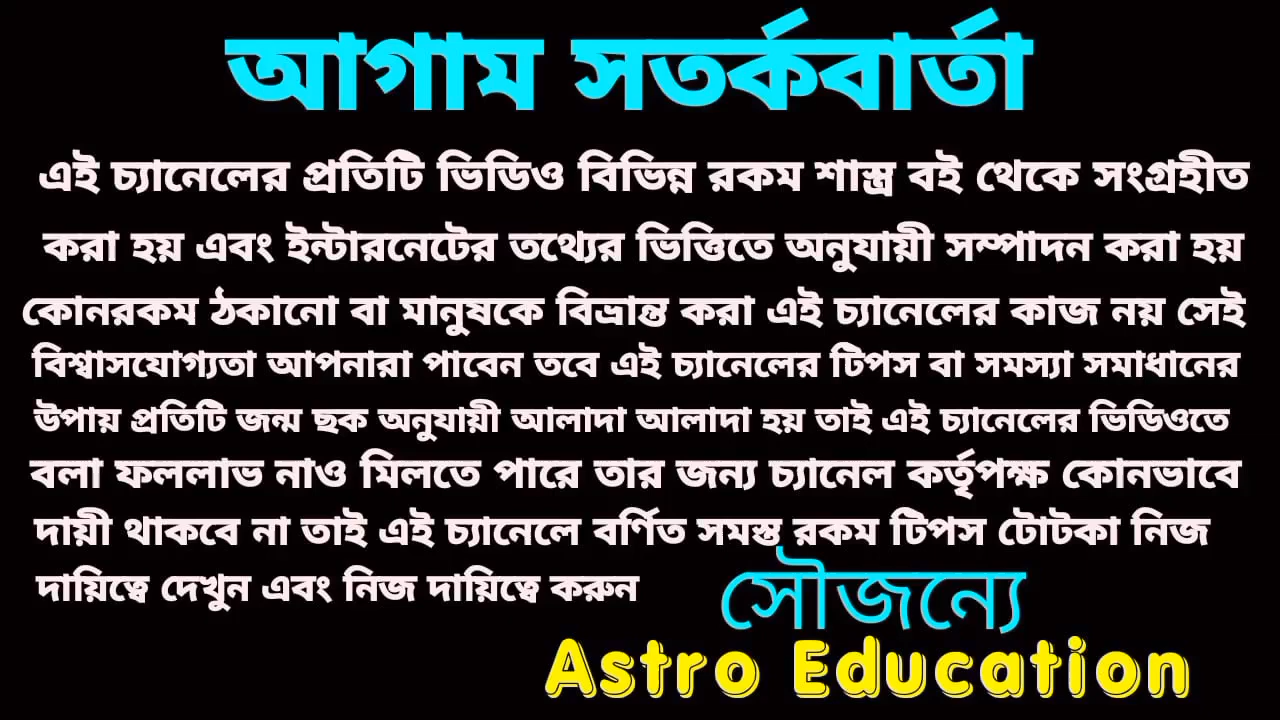 আগাম সতর্কবার্তা
এই চ্যানেলের প্রতিটি ভিডিও বিভিন্ন রকম শাস্ত্র বই থেকে সংগ্রহীত
করা হয় এবং ইন্টারনেটের তথ্যের ভিত্তিতে অনুযায়ী সম্পাদন করা হয়
কোনরকম ঠকানো বা মানুষকে বিভ্রান্ত করা এই চ্যানেলের কাজ নয় সেই
বিশ্বাসযোগ্যতা আপনারা পাবেন তবে এই চ্যানেলের টিপস বা সমস্যা সমাধানের
উপায় প্রতিটি জন্ম ছক অনুযায়ী আলাদা আলাদা হয় তাই এই চ্যানেলের ভিডিওতে
বলা ফললাভ নাও মিলতে পারে তার জন্য চ্যানেল কর্তৃপক্ষ কোনভাবে
দায়ী থাকবে না তাই এই চ্যানেলে বর্ণিত সমস্ত রকম টিপস টোটকা নিজ
দায়িত্বে দেখুন এবং নিজ দায়িত্বে করুন
সৌজন্যে
Astro Education